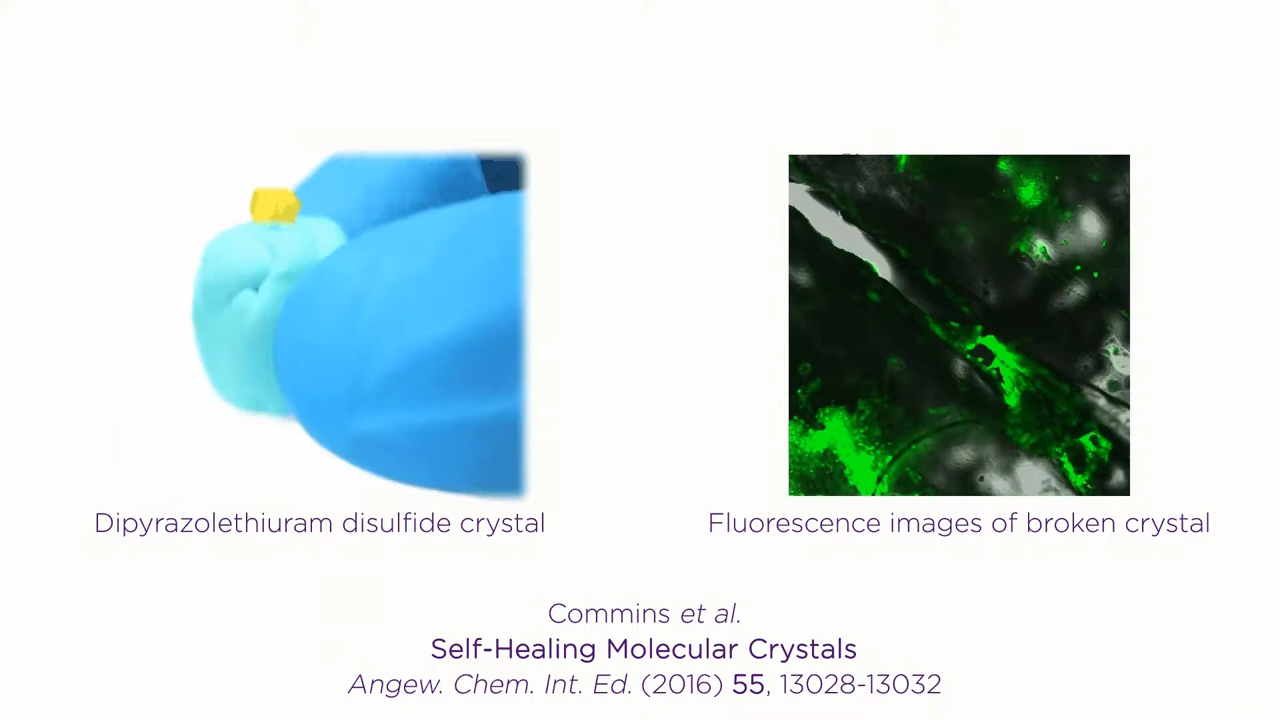 Dipyrazolethiuram disulfide crystal
Fluorescence images of broken crystal
Commins et al.
Self-Healing Molecular Crystals
Angew. Chem. Int. Ed. (2016) 55, 13028-13032